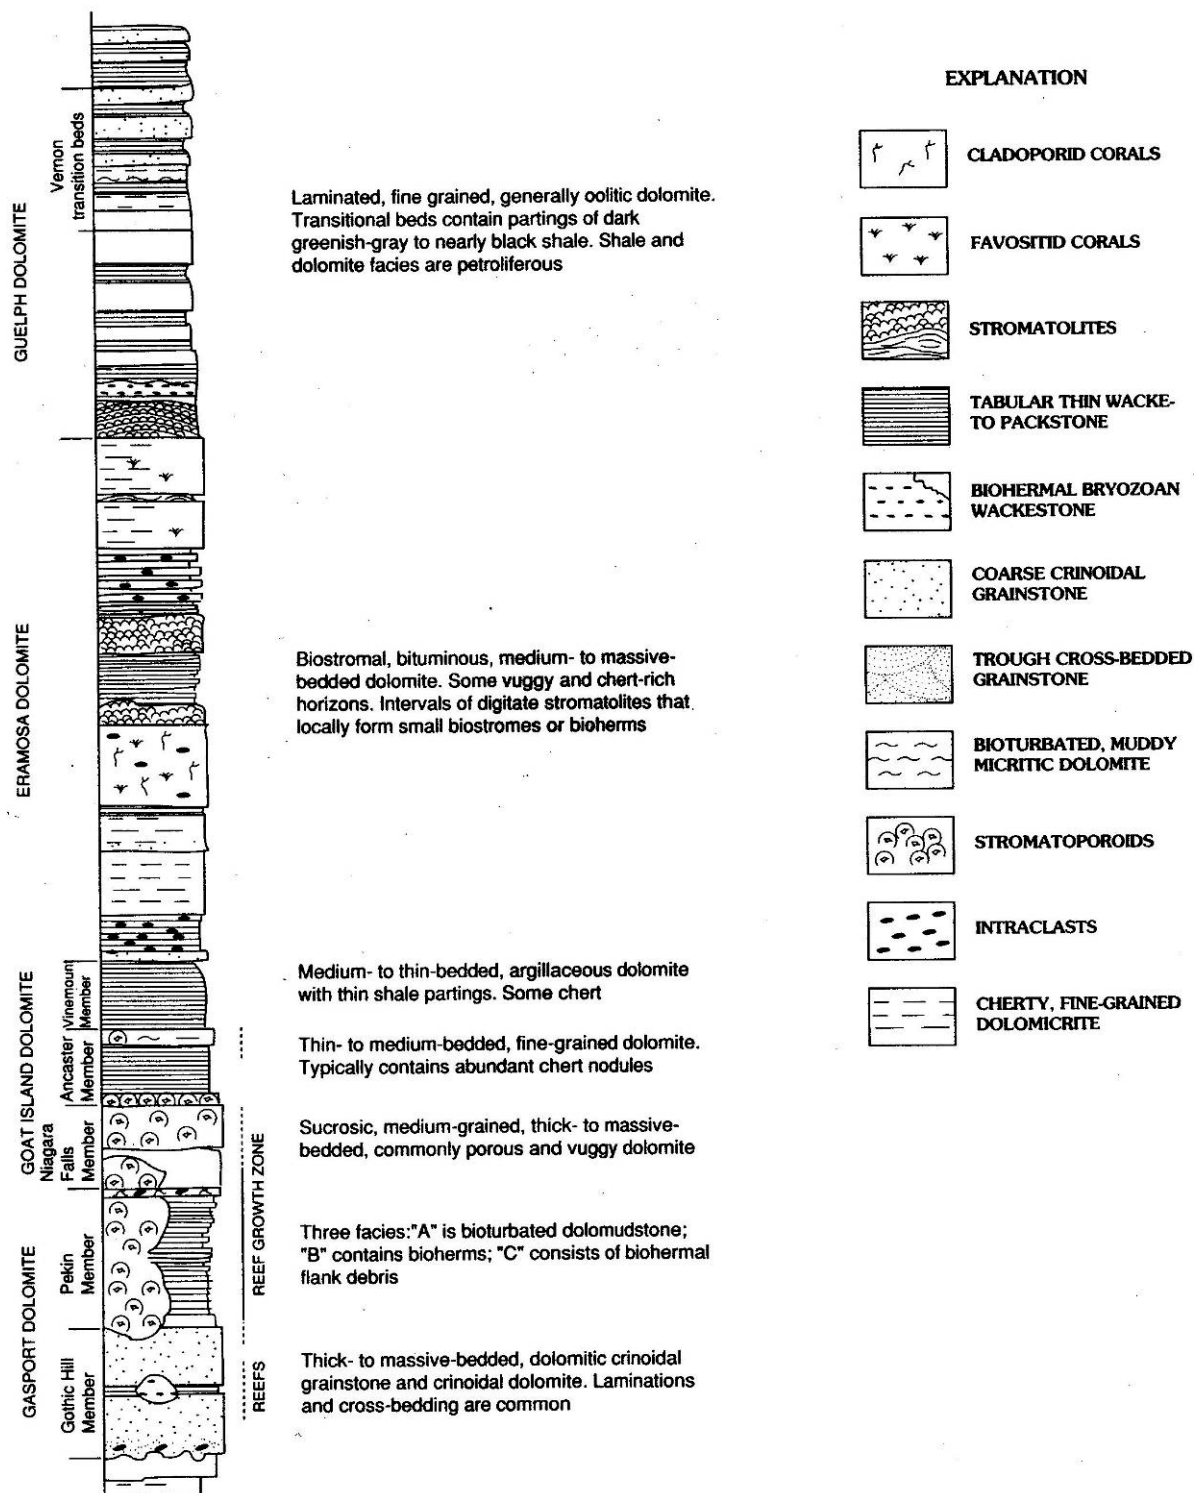 GUELPH DOLOMITE
Vernon
transition beds
Laminated, fine grained, generally oolitic dolomite.
Transitional beds contain partings of dark
greenish-gray to nearly black shale. Shale and
dolomite facies are petroliferous
ERAMOSA DOLOMITE
Biostromal, bituminous, medium- to massive-
bedded dolomite. Some vuggy and chert-rich
horizons. Intervals of digitate stromatolites that
locally form small biostromes or bioherms
GOAT ISLAND DOLOMITE
Vinemount
Member
Medium- to thin-bedded, argillaceous dolomite
with thin shale partings. Some chert
Ancaster
Member
Thin- to medium-bedded, fine-grained dolomite.
Typically contains abundant chert nodules
Niagara
Falls
Member
Sucrosic, medium-grained, thick- to massive-
bedded, commonly porous and vuggy dolomite
REEF GROWTH ZONE
GASPORT DOLOMITE
Pekin
Member
Three facies:"A" is bioturbated dolomudstone;
"B" contains bioherms; "C" consists of biohermal
flank debris
Gothic Hill
Member
REEFS
Thick- to massive-bedded, dolomitic crinoidal
grainstone and crinoidal dolomite. Laminations
and cross-bedding are common
EXPLANATION
CLADOPORID CORALS
FAVOSITID CORALS
STROMATOLITES
TABULAR THIN WACKE-
TO PACKSTONE
BIOHERMAL BRYOZOAN
WACKESTONE
COARSE CRINOIDAL
GRAINSTONE
TROUGH CROSS-BEDDED
GRAINSTONE
BIOTURBATED, MUDDY
MICRITIC DOLOMITE
STROMATOPOROIDS
INTRACLASTS
CHERTY, FINE-GRAINED
DOLOMICRITE